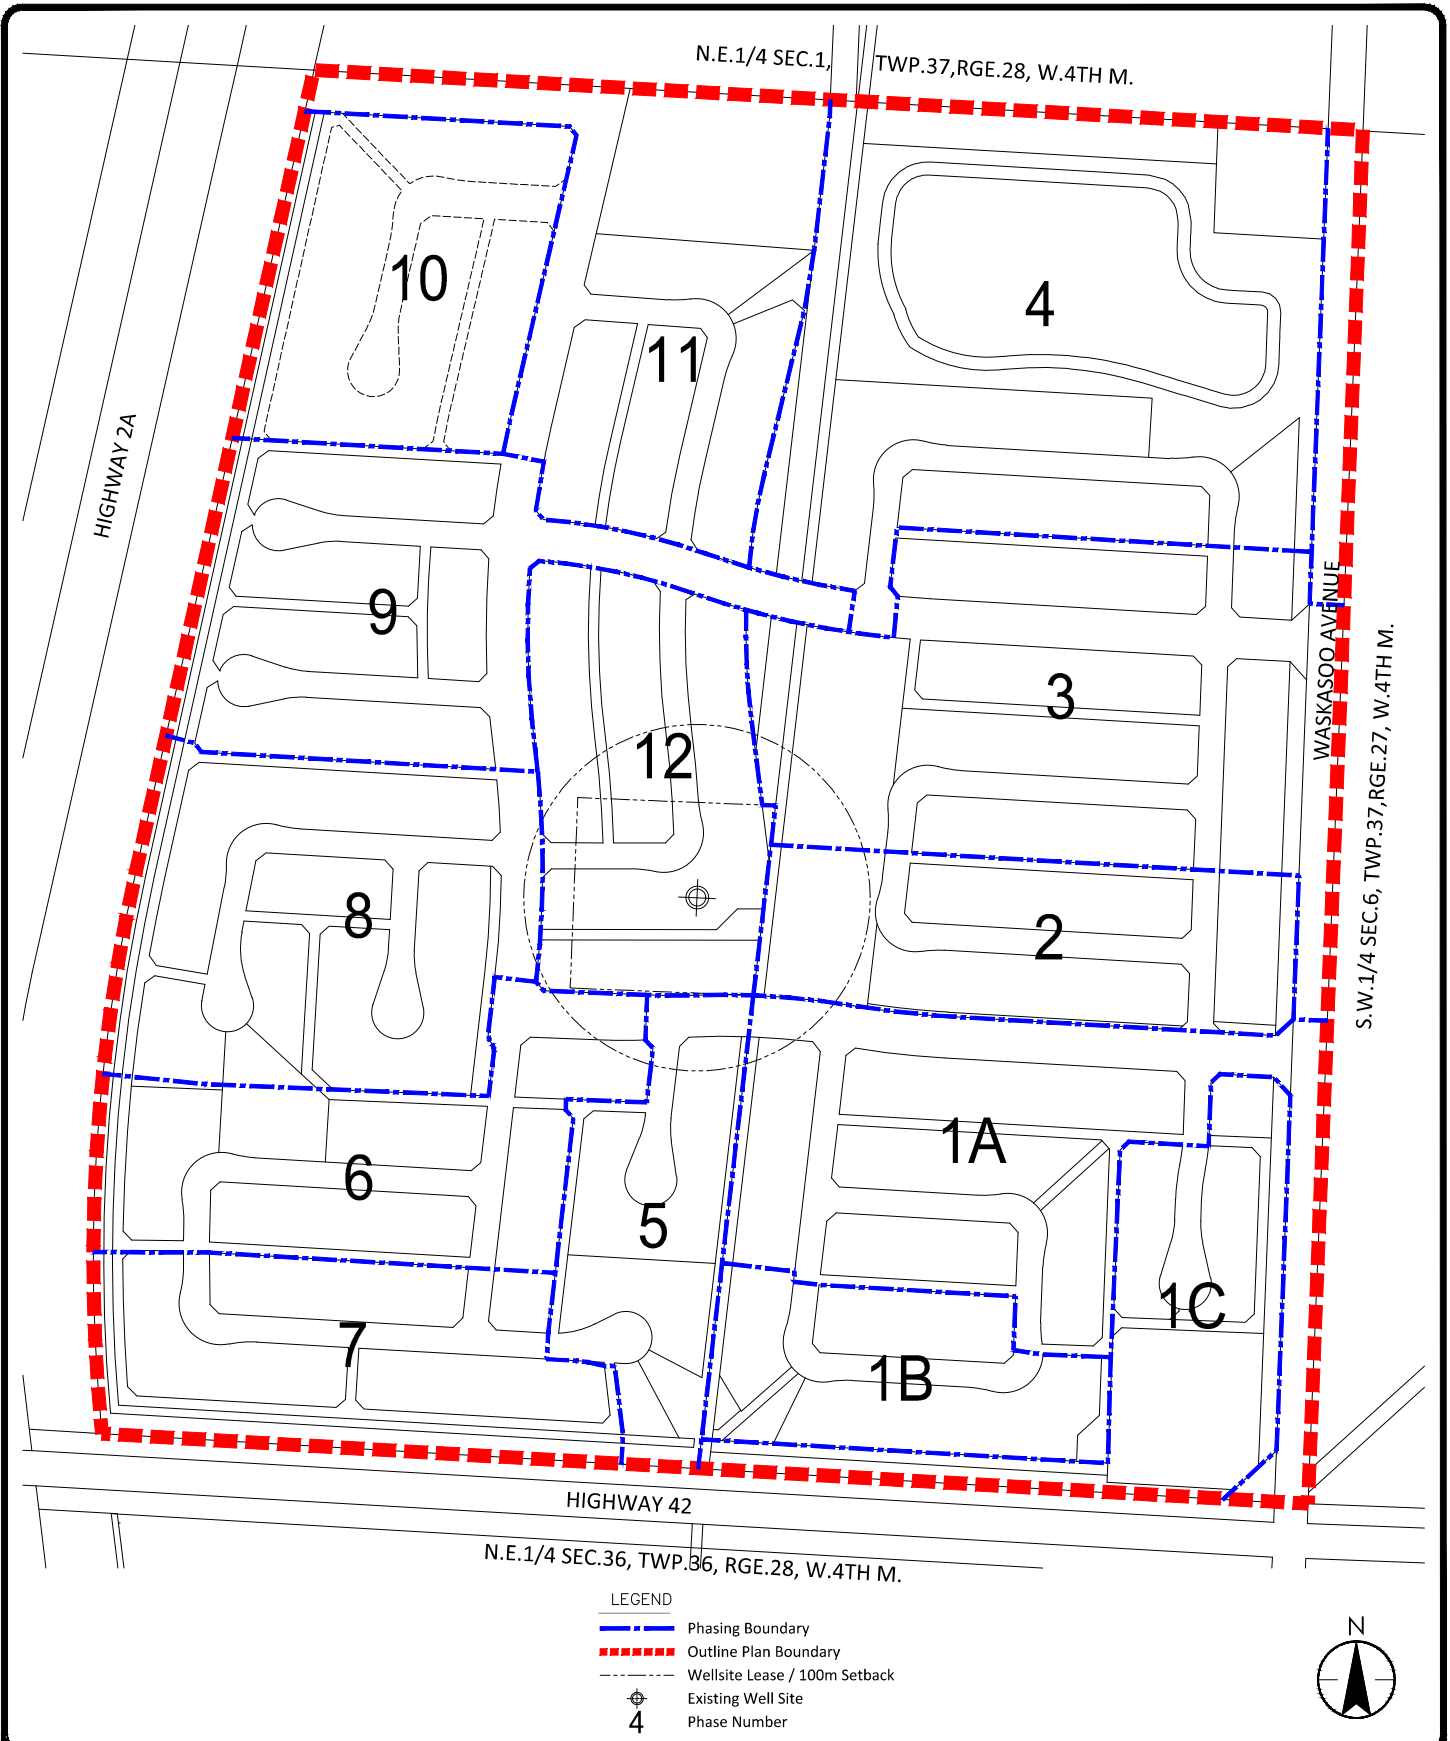 N.E.1/4 SEC.1, TWP.37,RGE.28, W.4TH M.
10
4
11
HIGHWAY 2A
9
WASKASOO AVENUE
3
S.W.1/4 SEC.6, TWP.37,RGE.27, W.4TH M.
12
8
2
1A
6
5
1C
7
1B
HIGHWAY 42
N.E.1/4 SEC.36, TWP.36, RGE.28, W.4TH M.
LEGEND
Phasing Boundary
Outline Plan Boundary
Wellsite Lease / 100m Setback
Existing Well Site
4 Phase Number
N